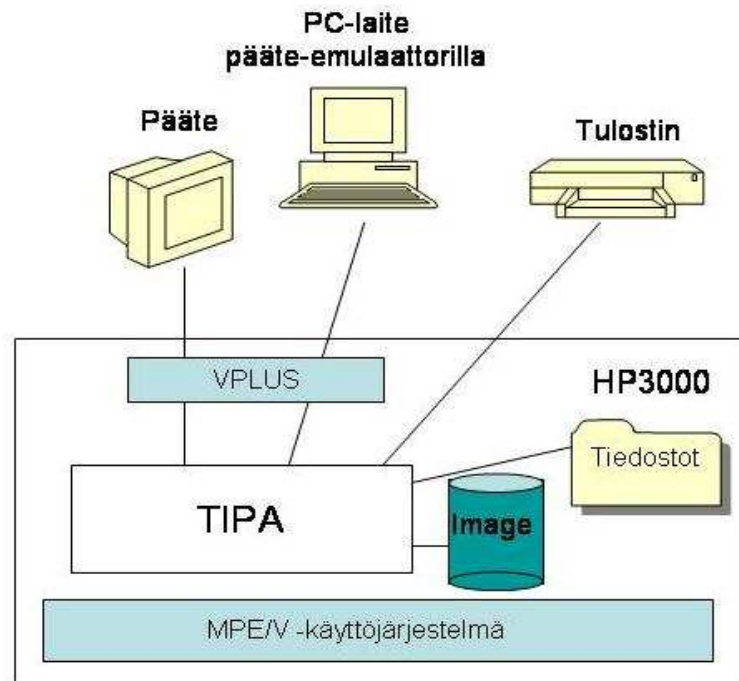 PC-laite
pääte-emulaattorilla
Pääte
Tulostin
VPLUS
HP3000
Tiedostot
TIPA
Image
MPE/V -käyttöjärjestelmä